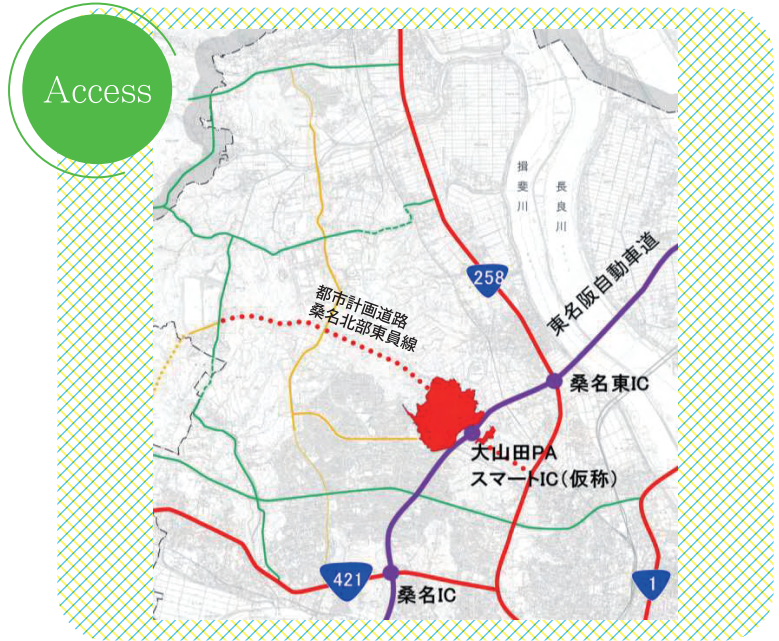 Access
揖斐川
長良川
258
東名阪自動車道
都市計画道路
桑名北部東員線
桑名東IC
大山田PA
スマートIC(仮称)
421
桑名IC
1